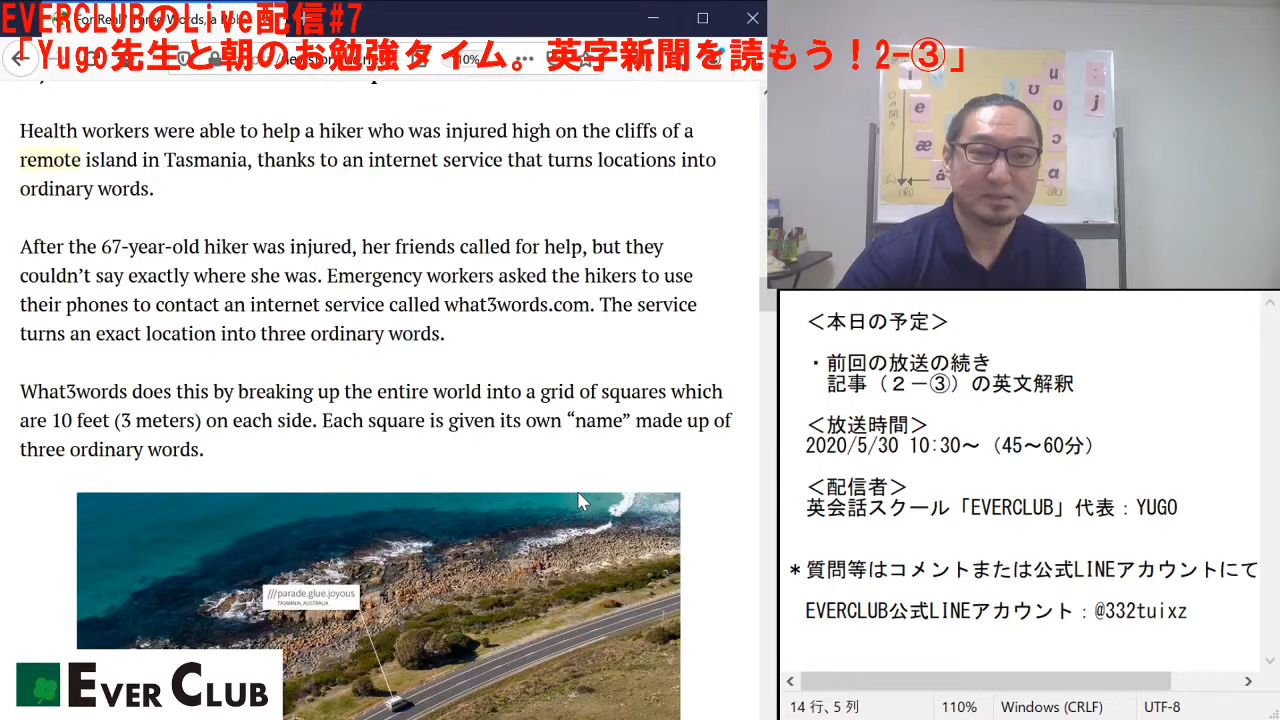 EVERCLUBのLive配信#7
「Yugo先生と朝のお勉強タイム。英字新聞を読もう!2-③」
Health workers were able to help a hiker who was injured high on the cliffs of a
remote island in Tasmania, thanks to an internet service that turns locations into
ordinary words.
After the 67-year-old hiker was injured, her friends called for help, but they
couldn’t say exactly where she was. Emergency workers asked the hikers to use
their phones to contact an internet service called what3words.com. The service
turns an exact location into three ordinary words.
What3words does this by breaking up the entire world into a grid of squares which
are 10 feet (3 meters) on each side. Each square is given its own “name” made up of
three ordinary words.
///parade.glue.joyous
TASMANIA, AUSTRALIA
EVER CLUB
i
u
ʊ
e
o
j
æ
ɔ
a
ɑ
<本日の予定>
・前回の放送の続き
記事(2-③)の英文解釈
<放送時間>
2020/5/30 10:30~(45~60分)
<配信者>
英会話スクール「EVERCLUB」代表:YUGO
*質問等はコメントまたは公式LINEアカウントにて
EVERCLUB公式LINEアカウント:@332tuixz
14 行、5 列
110%
Windows (CRLF)
UTF-8